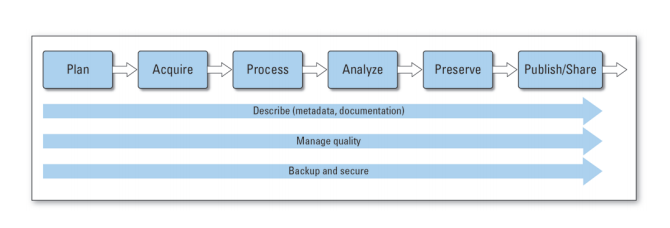 Plan
Acquire
Process
Analyze
Preserve
Publish/Share
Describe (metadata, documentation)
Manage quality
Backup and secure